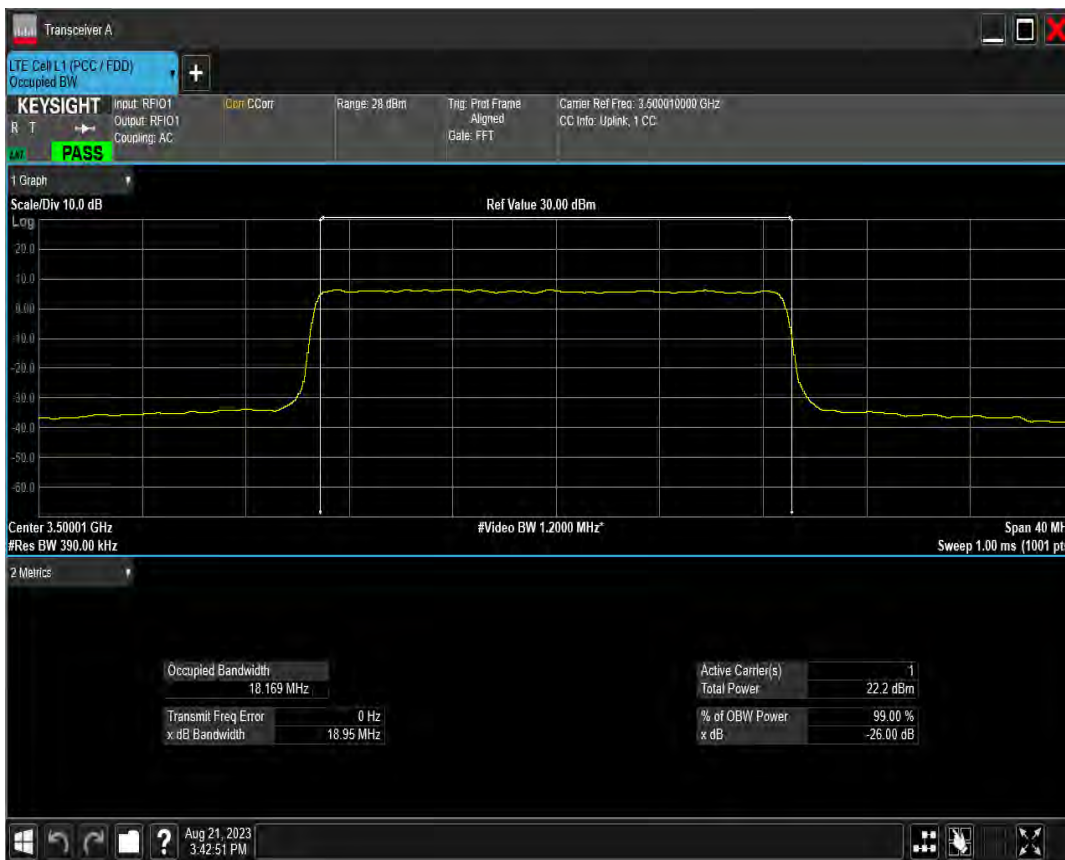 Transceiver A
LTE Cell L1 (PCC / FDD)
Occupied BW
+
KEYSIGHT
R T
LXI
PASS
Input: RFIO1
Output: RFIO1
Coupling: AC
Corr CCorr
Range: 28 dBm
Trig: Prot Frame
Aligned
Gate: FFT
Carrier Ref Freq: 3.500010000 GHz
CC Info: Uplink, 1 CC
1 Graph
Scale/Div 10.0 dB
Ref Value 30.00 dBm
Log
20.0
10.0
0.00
-10.0
-20.0
-30.0
-40.0
-50.0
-60.0
Center 3.50001 GHz
#Video BW 1.2000 MHz*
Span 40 MH
#Res BW 390.00 kHz
Sweep 1.00 ms (1001 pt
2 Metrics
Occupied Bandwidth
18.169 MHz
Transmit Freq Error 0 Hz
x dB Bandwidth 18.95 MHz
Active Carrier(s) 1
Total Power 22.2 dBm
% of OBW Power 99.00 %
x dB -26.00 dB
?
Aug 21, 2023
3:42:51 PM